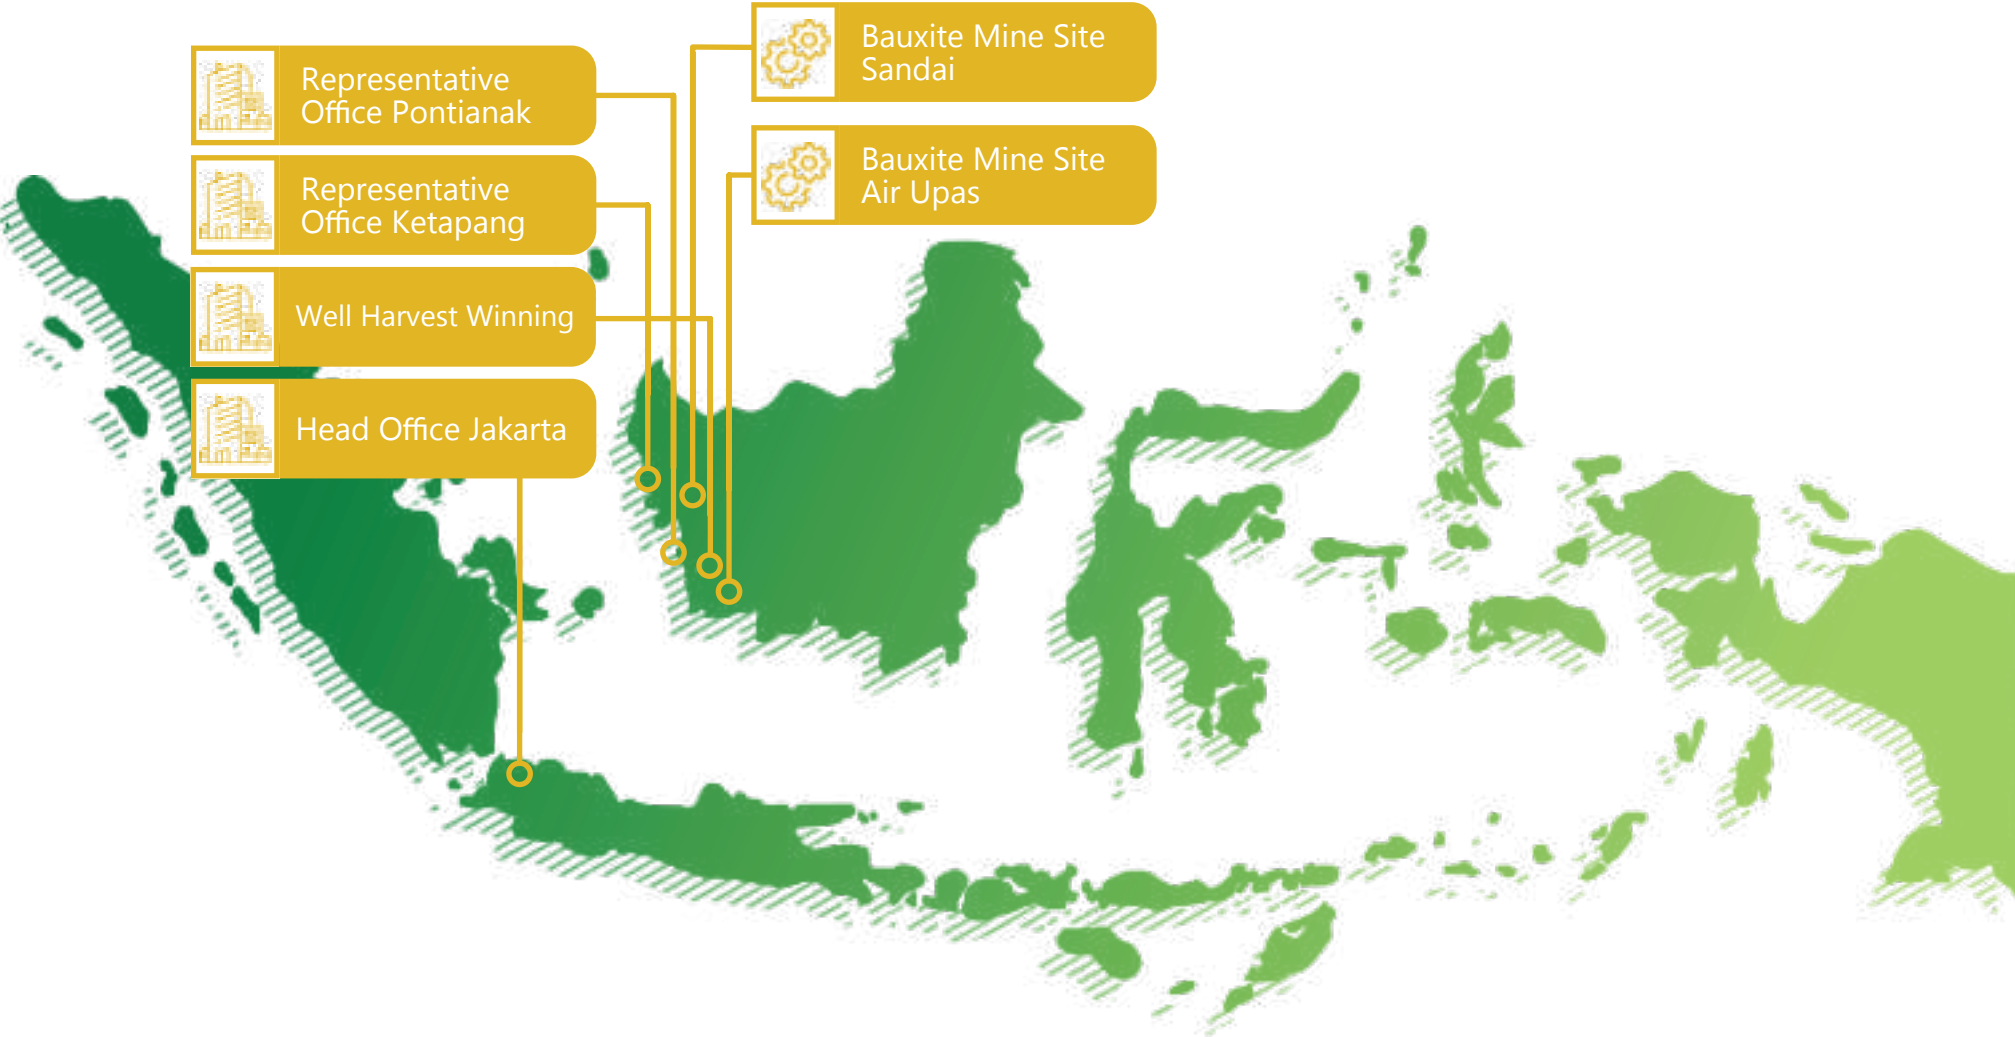 Representative
Office Pontianak
Representative
Office Ketapang
Well Harvest Winning
Head Office Jakarta
Bauxite Mine Site
Sandai
Bauxite Mine Site
Air Upas